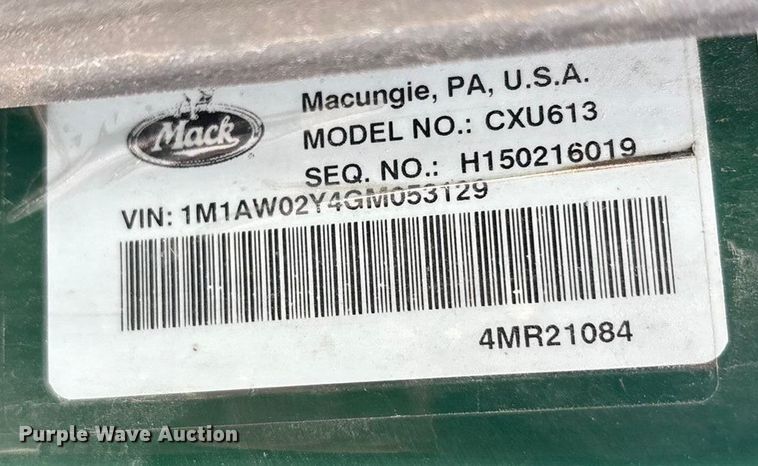 Mack
Macungie, PA, U.S.A.
MODEL NO.: CXU613
SEQ. NO.: H150216019
VIN: 1M1AW02Y4GM053129
4MR21084
Purple Wave Auction